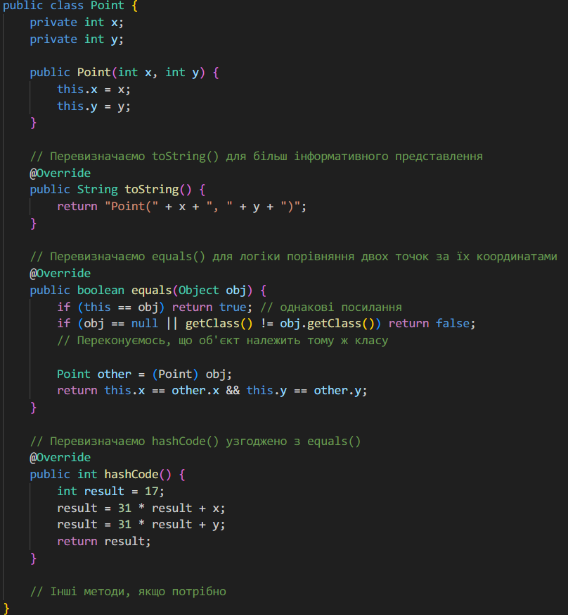 public class Point {
    private int x;
    private int y;

    public Point(int x, int y) {
        this.x = x;
        this.y = y;
    }

    // Перевизначаємо toString() для більш інформативного представлення
    @Override
    public String toString() {
        return "Point(" + x + ", " + y + ")";
    }

    // Перевизначаємо equals() для логіки порівняння двох точок за їх координатами
    @Override
    public boolean equals(Object obj) {
        if (this == obj) return true; // однакові посилання
        if (obj == null || getClass() != obj.getClass()) return false;
        // Переконуємось, що об'єкт належить тому ж класу

        Point other = (Point) obj;
        return this.x == other.x && this.y == other.y;
    }

    // Перевизначаємо hashCode() узгоджено з equals()
    @Override
    public int hashCode() {
        int result = 17;
        result = 31 * result + x;
        result = 31 * result + y;
        return result;
    }

    // Інші методи, якщо потрібно
}